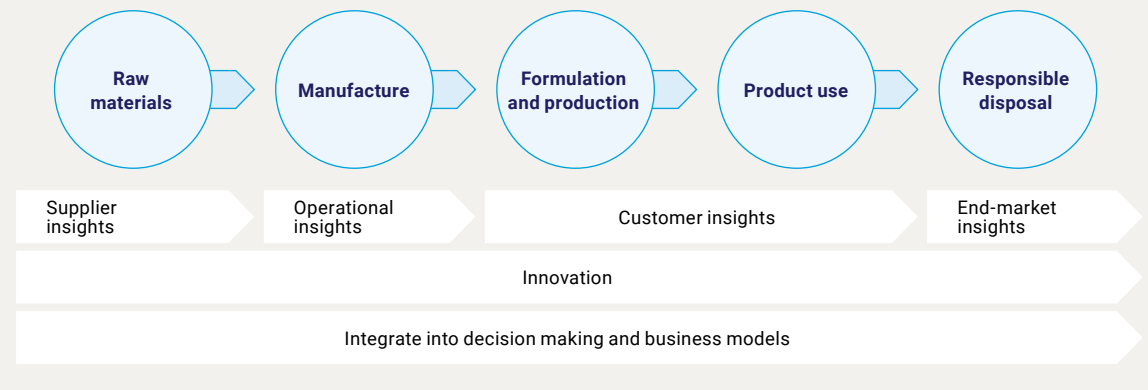 Raw
materials
Manufacture
Formulation
and production
Product use
Responsible
disposal
Supplier
insights
Operational
insights
Customer insights
End-market
insights
Innovation
Integrate into decision making and business models